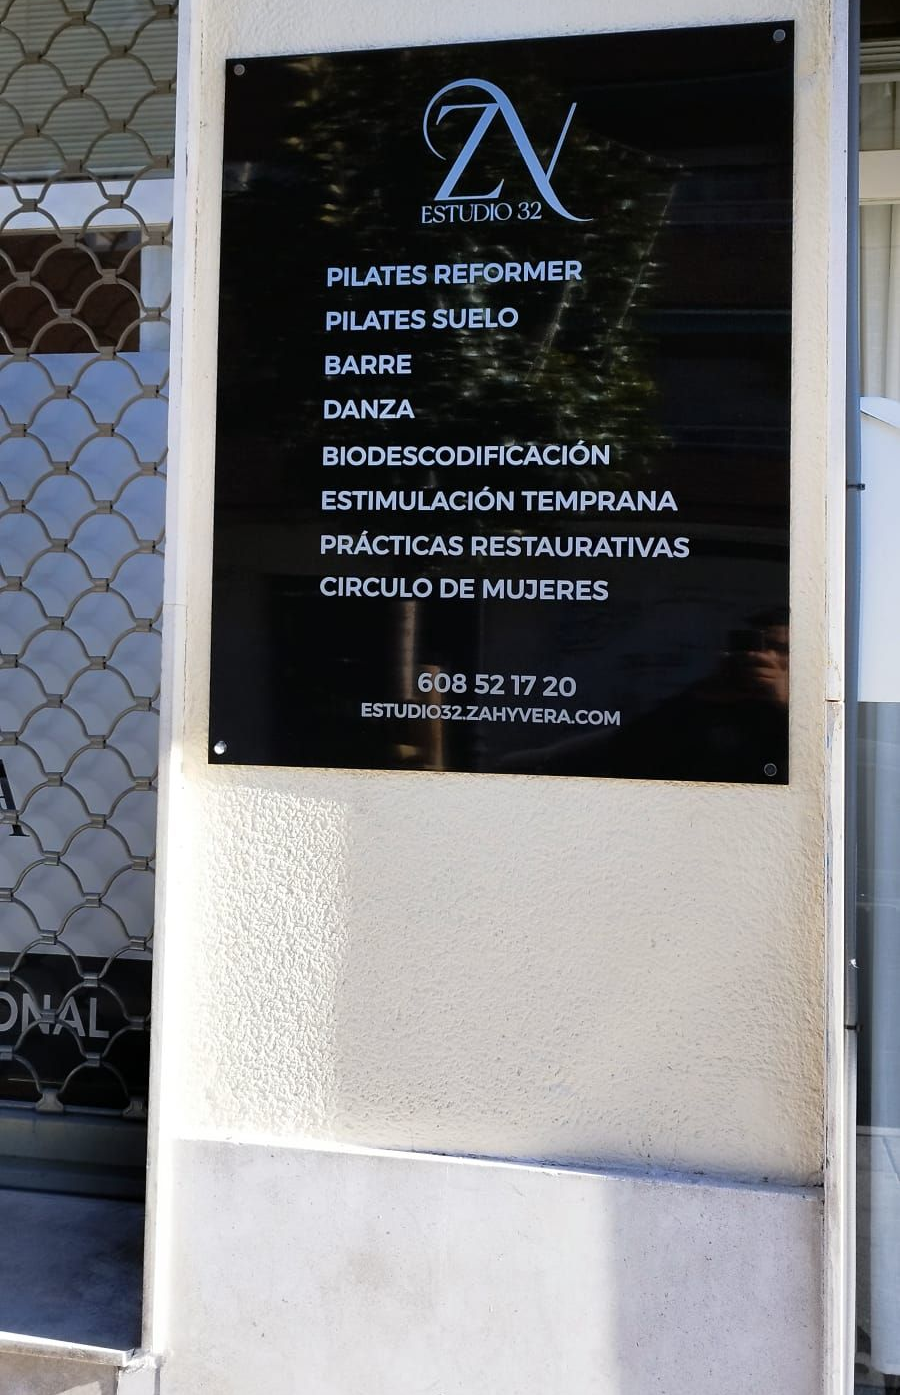 ZV
ESTUDIO 32
PILATES REFORMER
PILATES SUELO
BARRE
DANZA
BIODESCODIFICACIÓN
ESTIMULACIÓN TEMPRANA
PRÁCTICAS RESTAURATIVAS
CIRCULO DE MUJERES
608 52 17 20
ESTUDIO32.ZAHYVERA.COM
A
ONAL